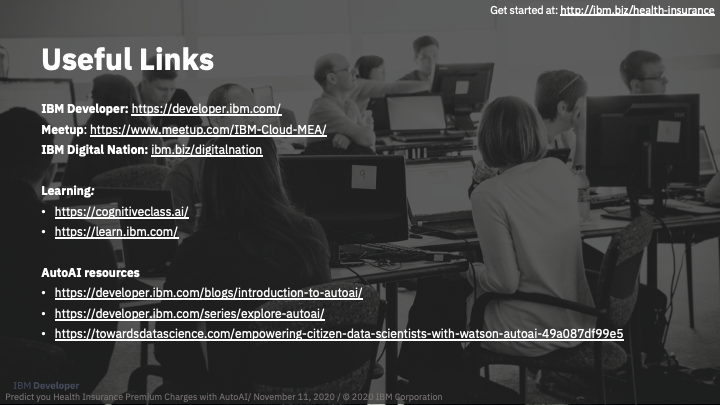 Get started at: http://ibm.biz/health-insurance
Useful Links
IBM Developer: https://developer.ibm.com/
Meetup: https://www.meetup.com/IBM-Cloud-MEA/
IBM Digital Nation: ibm.biz/digitalnation
Learning:
• https://cognitiveclass.ai/
• https://learn.ibm.com/
AutoAI resources
• https://developer.ibm.com/blogs/introduction-to-autoai/
• https://developer.ibm.com/series/explore-autoai/
• https://towardsdatascience.com/empowering-citizen-data-scientists-with-watson-autoai-49a087df99e5
IBM Developer
Predict you Health Insurance Premium Charges with AutoAI/ November 11, 2020 / © 2020 IBM Corporation